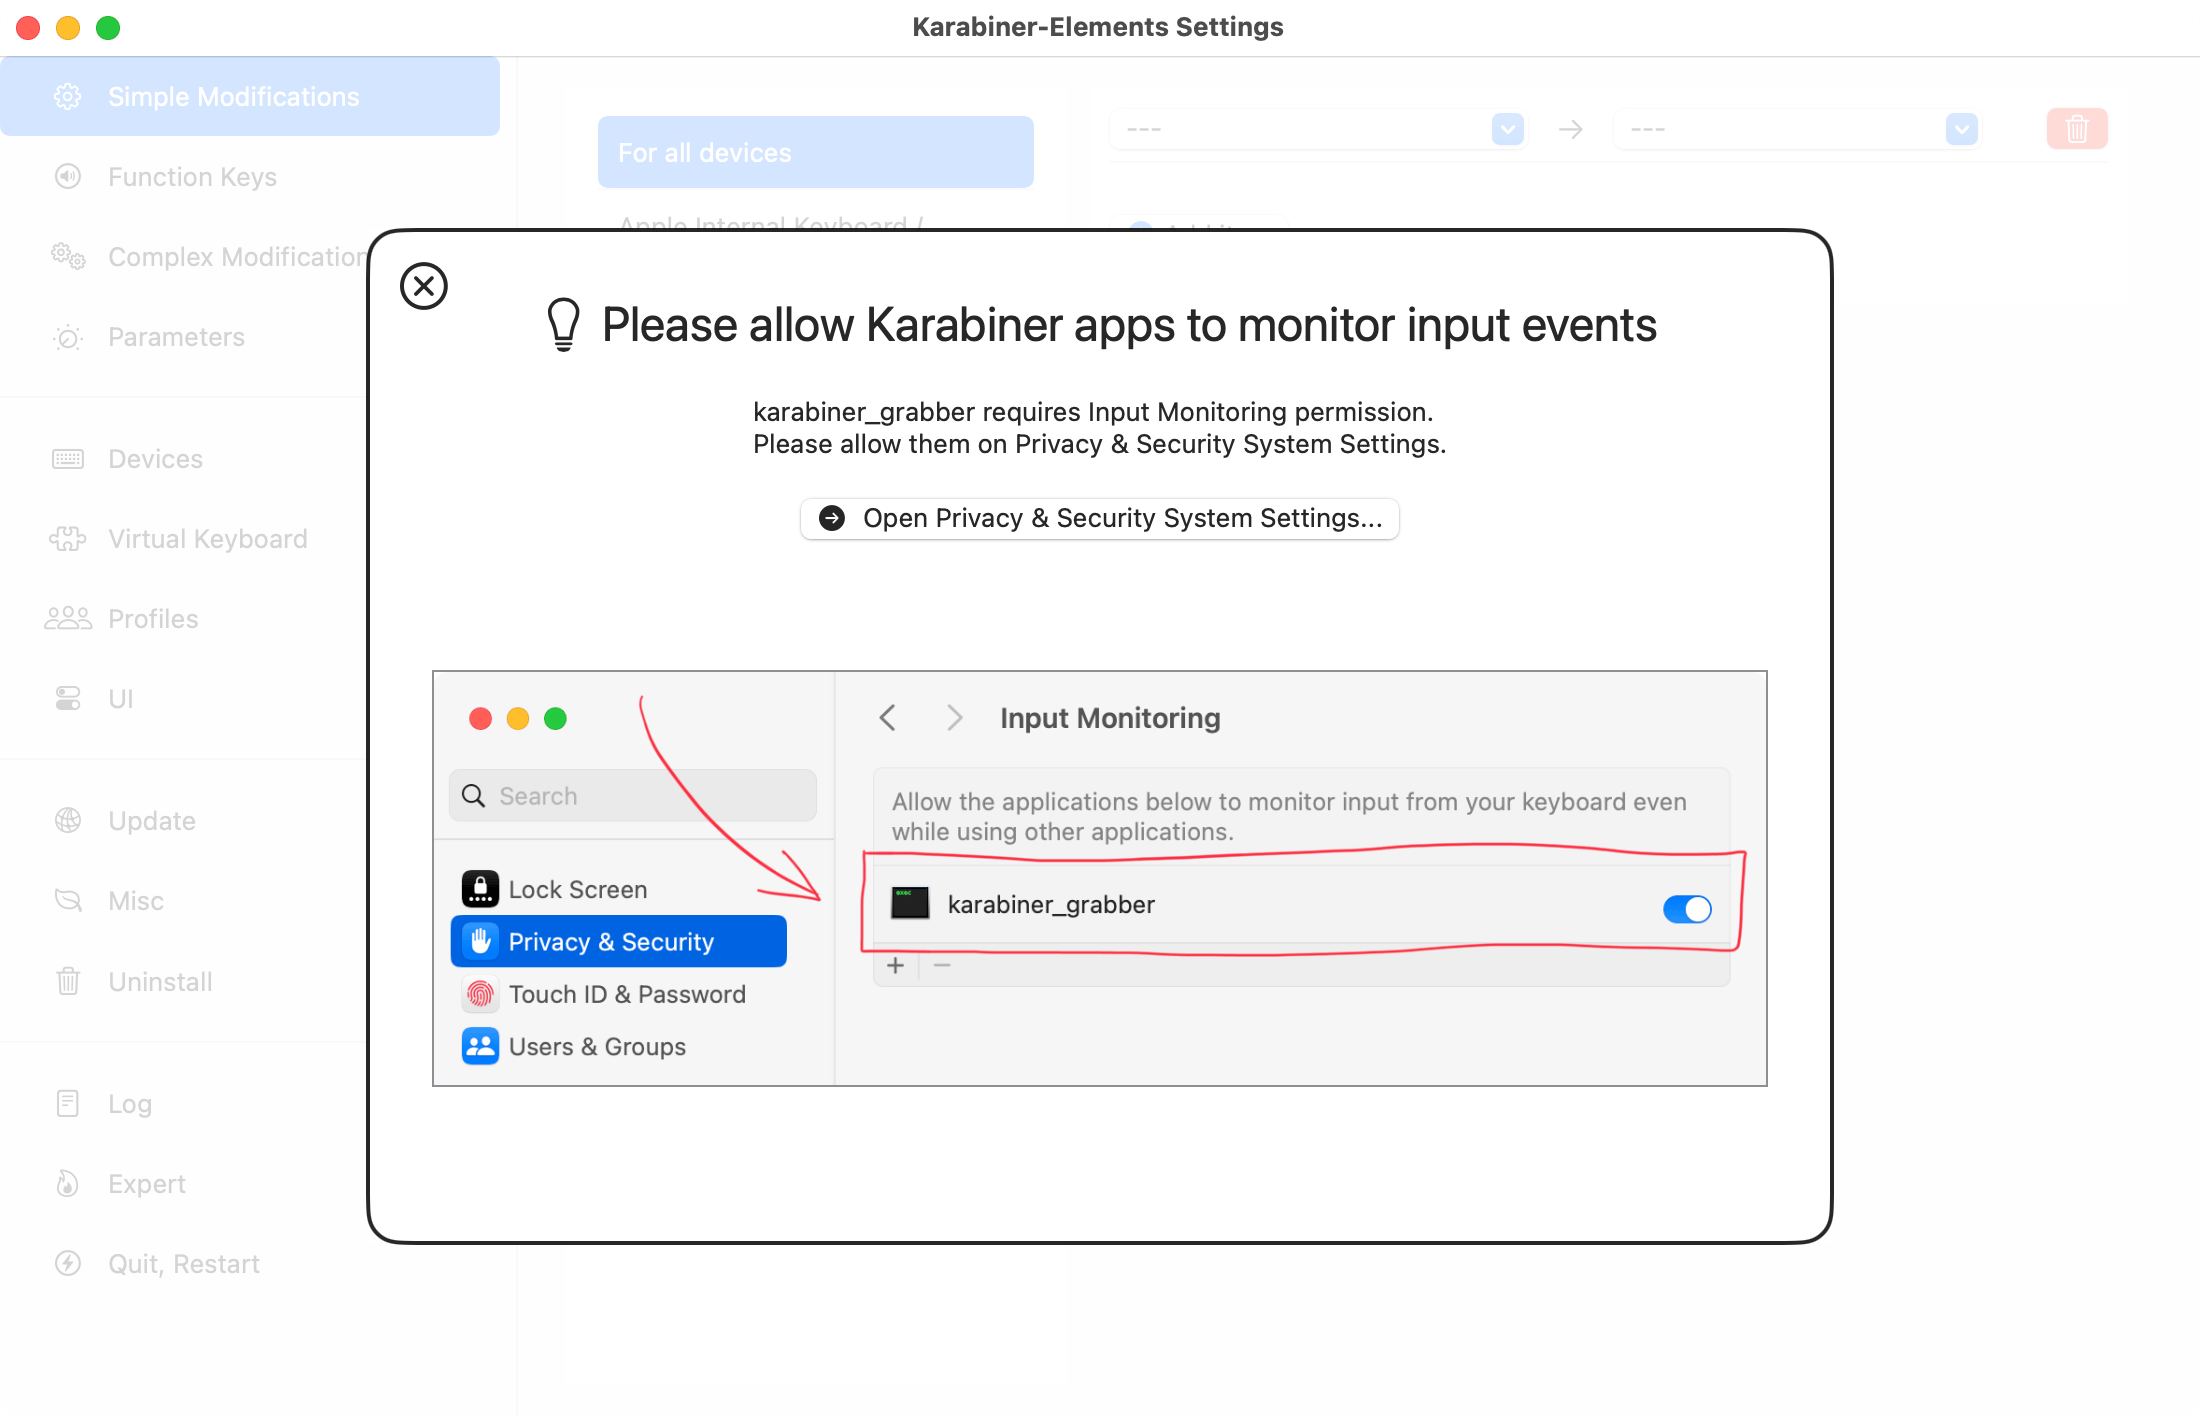 Karabiner-Elements Settings
Simple Modifications
Function Keys
Complex Modification
Parameters
Devices
Virtual Keyboard
Profiles
UI
Update
Misc
Uninstall
Log
Expert
Quit, Restart
For all devices
Apple Internal Keyboard /
---
---
Please allow Karabiner apps to monitor input events
karabiner_grabber requires Input Monitoring permission.
Please allow them on Privacy & Security System Settings.
Open Privacy & Security System Settings...
Search
Lock Screen
Privacy & Security
Touch ID & Password
Users & Groups
Input Monitoring
Allow the applications below to monitor input from your keyboard even
while using other applications.
exec
karabiner_grabber